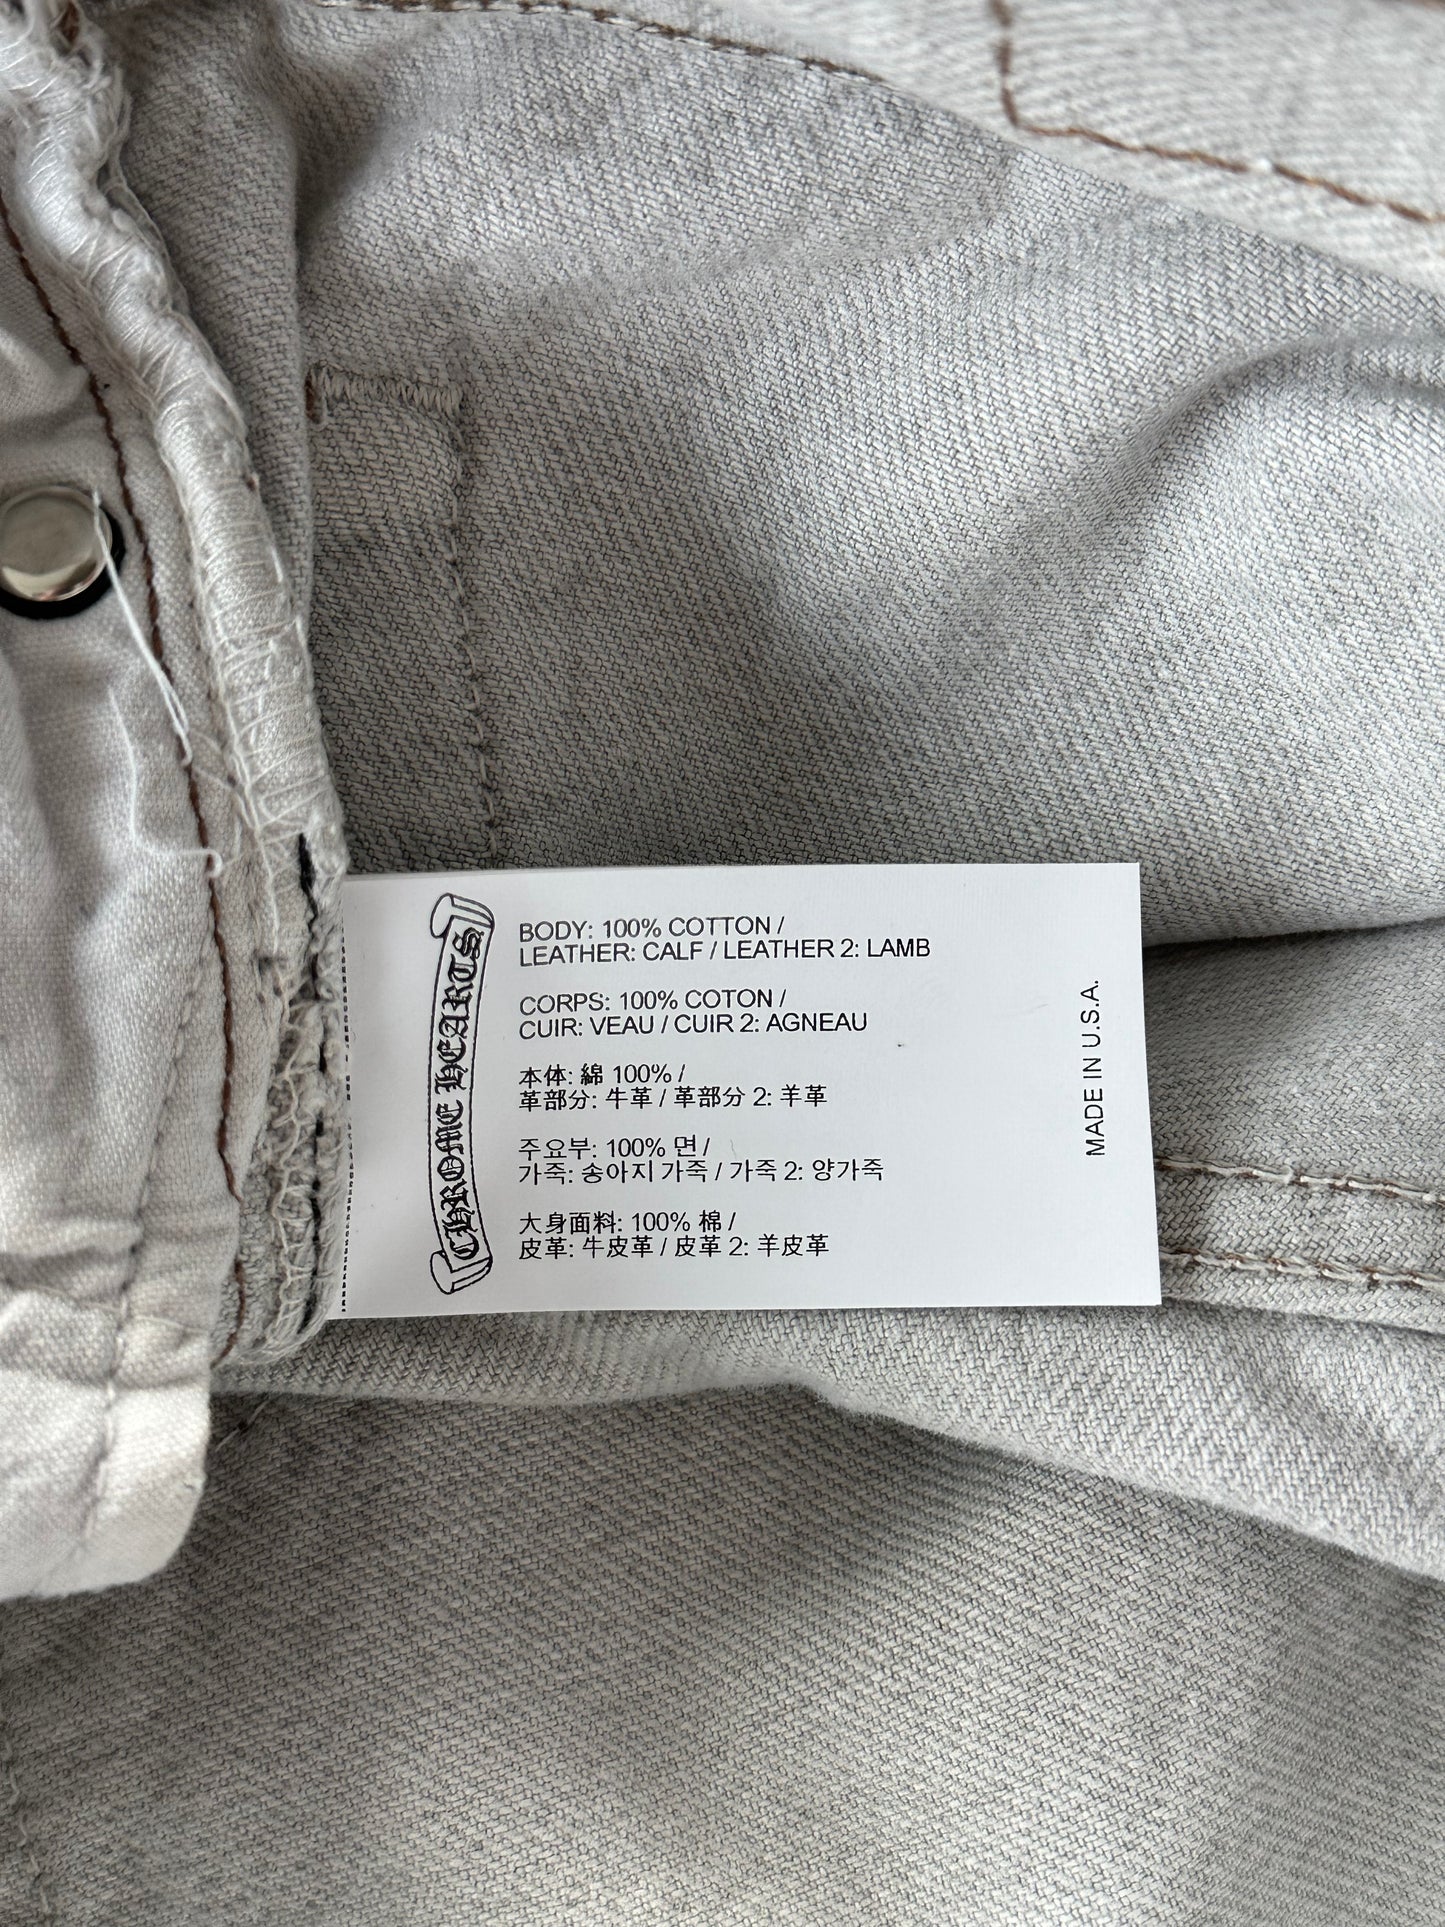 CHROME HEARTS
BODY: 100% COTTON /
LEATHER: CALF / LEATHER 2: LAMB
CORPS: 100% COTON /
CUIR: VEAU / CUIR 2: AGNEAU
本体: 綿 100% /
革部分: 牛革 / 革部分 2: 羊革
주요부: 100% 면 /
가죽: 송아지 가죽 / 가죽 2: 양가죽
大身面料: 100% 棉 /
皮革: 牛皮革 / 皮革 2: 羊皮革
MADE IN U.S.A.